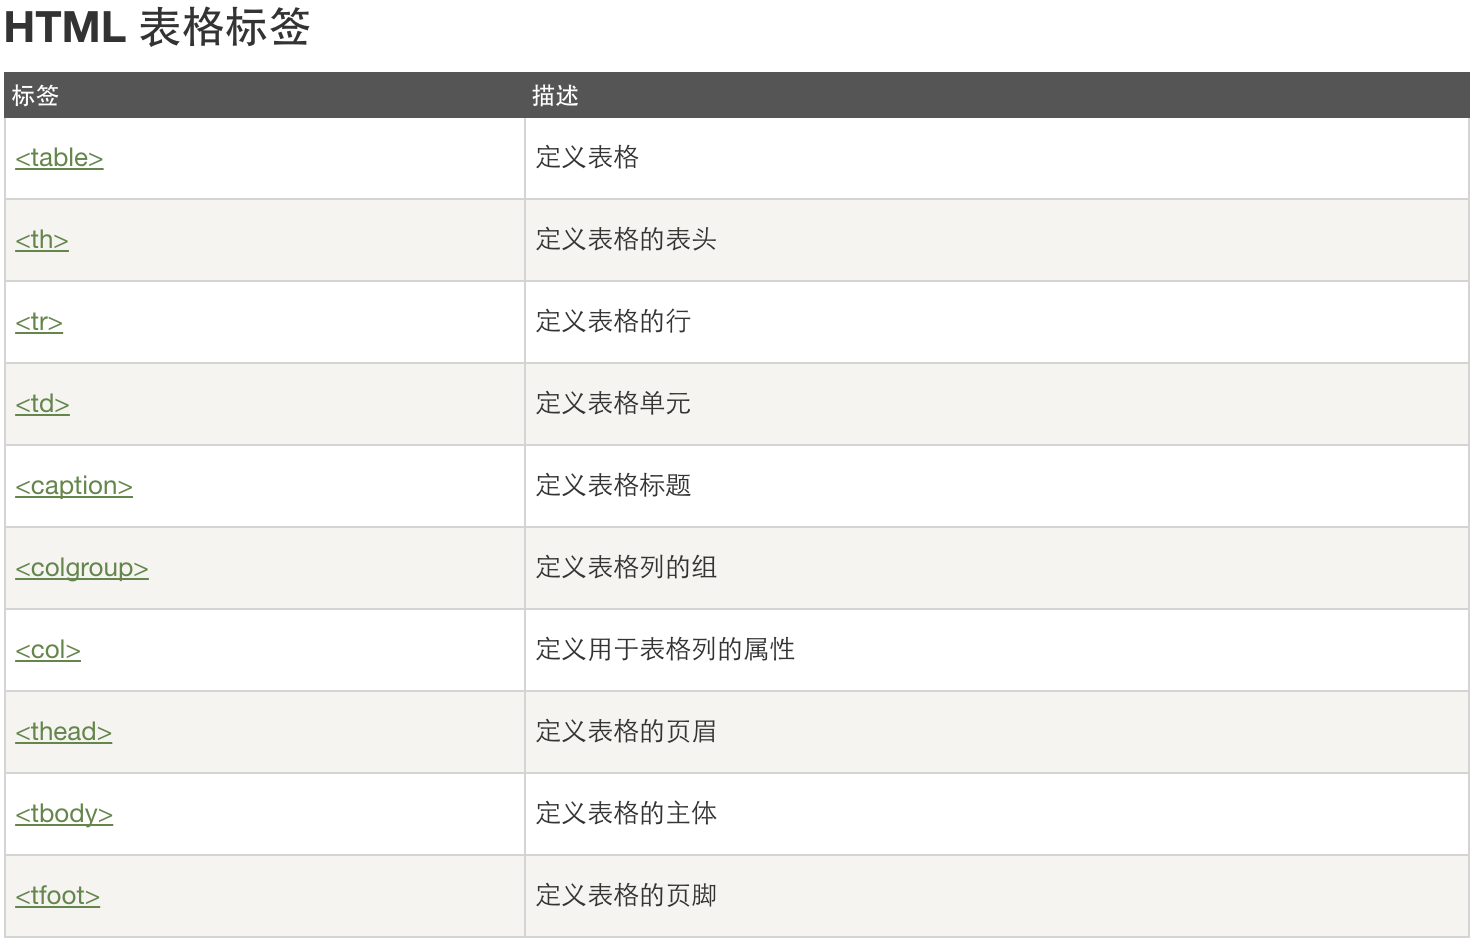 HTML 表格标签
标签 描述
<table> 定义表格
<th> 定义表格的表头
<tr> 定义表格的行
<td> 定义表格单元
<caption> 定义表格标题
<colgroup> 定义表格列的组
<col> 定义用于表格列的属性
<thead> 定义表格的页眉
<tbody> 定义表格的主体
<tfoot> 定义表格的页脚